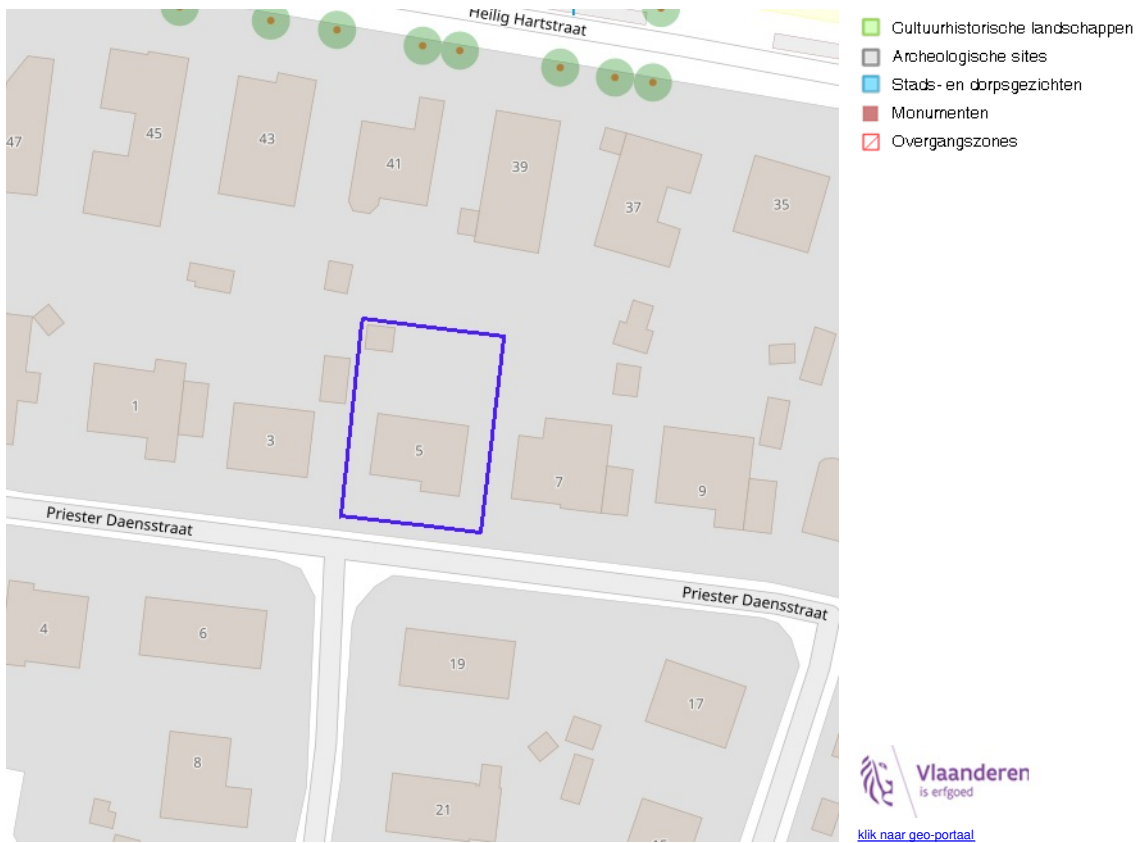 Heilig Hartstraat
47
45
43
41
39
37
35
1
3
5
7
9
Priester Daensstraat
Priester Daensstraat
4
6
19
17
8
21
Cultuurhistorische landschappen
Archeologische sites
Stads- en dorpsgezichten
Monumenten
Overgangszones
Vlaanderen
is erfgoed
klik naar geo-portaal